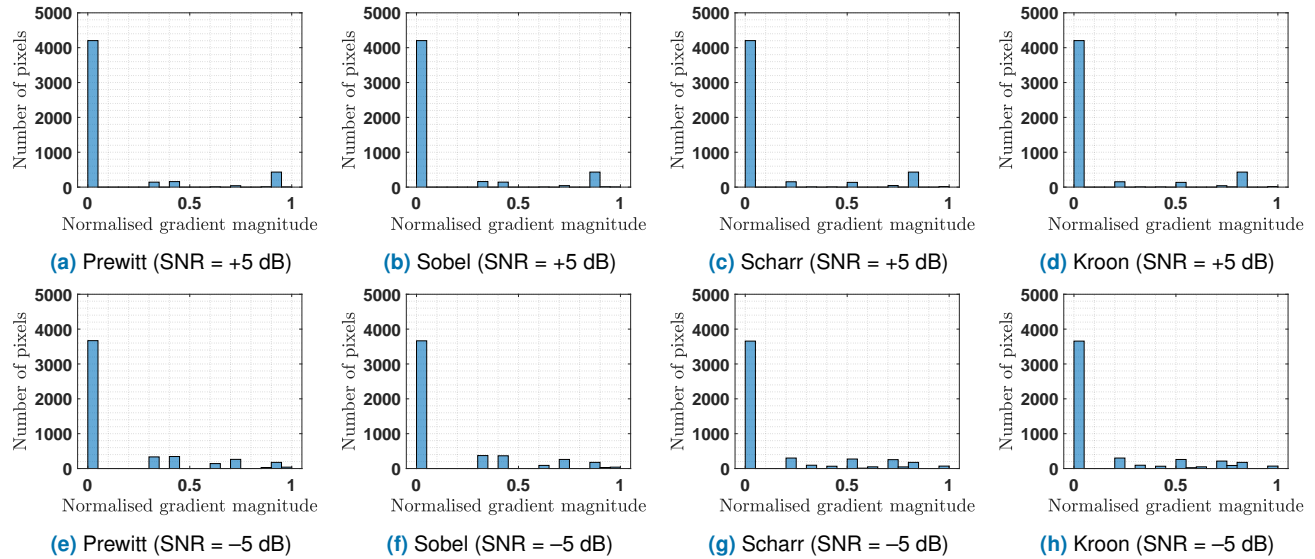 5000
4000
3000
2000
1000
0
Number of pixels
0 0.5 1
Normalised gradient magnitude
(a) Prewitt (SNR = +5 dB)
5000
4000
3000
2000
1000
0
Number of pixels
0 0.5 1
Normalised gradient magnitude
(b) Sobel (SNR = +5 dB)
5000
4000
3000
2000
1000
0
Number of pixels
0 0.5 1
Normalised gradient magnitude
(c) Scharr (SNR = +5 dB)
5000
4000
3000
2000
1000
0
Number of pixels
0 0.5 1
Normalised gradient magnitude
(d) Kroon (SNR = +5 dB)
5000
4000
3000
2000
1000
0
Number of pixels
0 0.5 1
Normalised gradient magnitude
(e) Prewitt (SNR = –5 dB)
5000
4000
3000
2000
1000
0
Number of pixels
0 0.5 1
Normalised gradient magnitude
(f) Sobel (SNR = –5 dB)
5000
4000
3000
2000
1000
0
Number of pixels
0 0.5 1
Normalised gradient magnitude
(g) Scharr (SNR = –5 dB)
5000
4000
3000
2000
1000
0
Number of pixels
0 0.5 1
Normalised gradient magnitude
(h) Kroon (SNR = –5 dB)